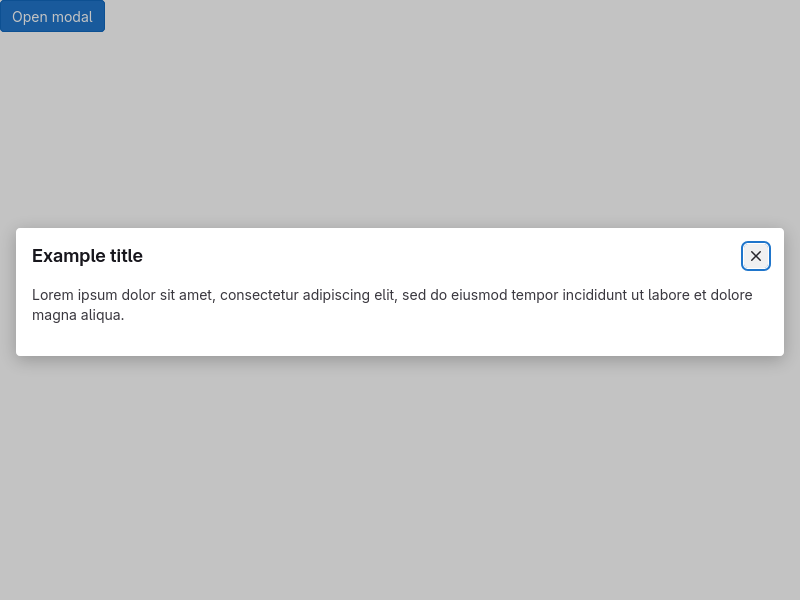 Open modal
Example title
Lorem ipsum dolor sit amet, consectetur adipiscing elit, sed do eiusmod tempor incididunt ut labore et dolore
magna aliqua.